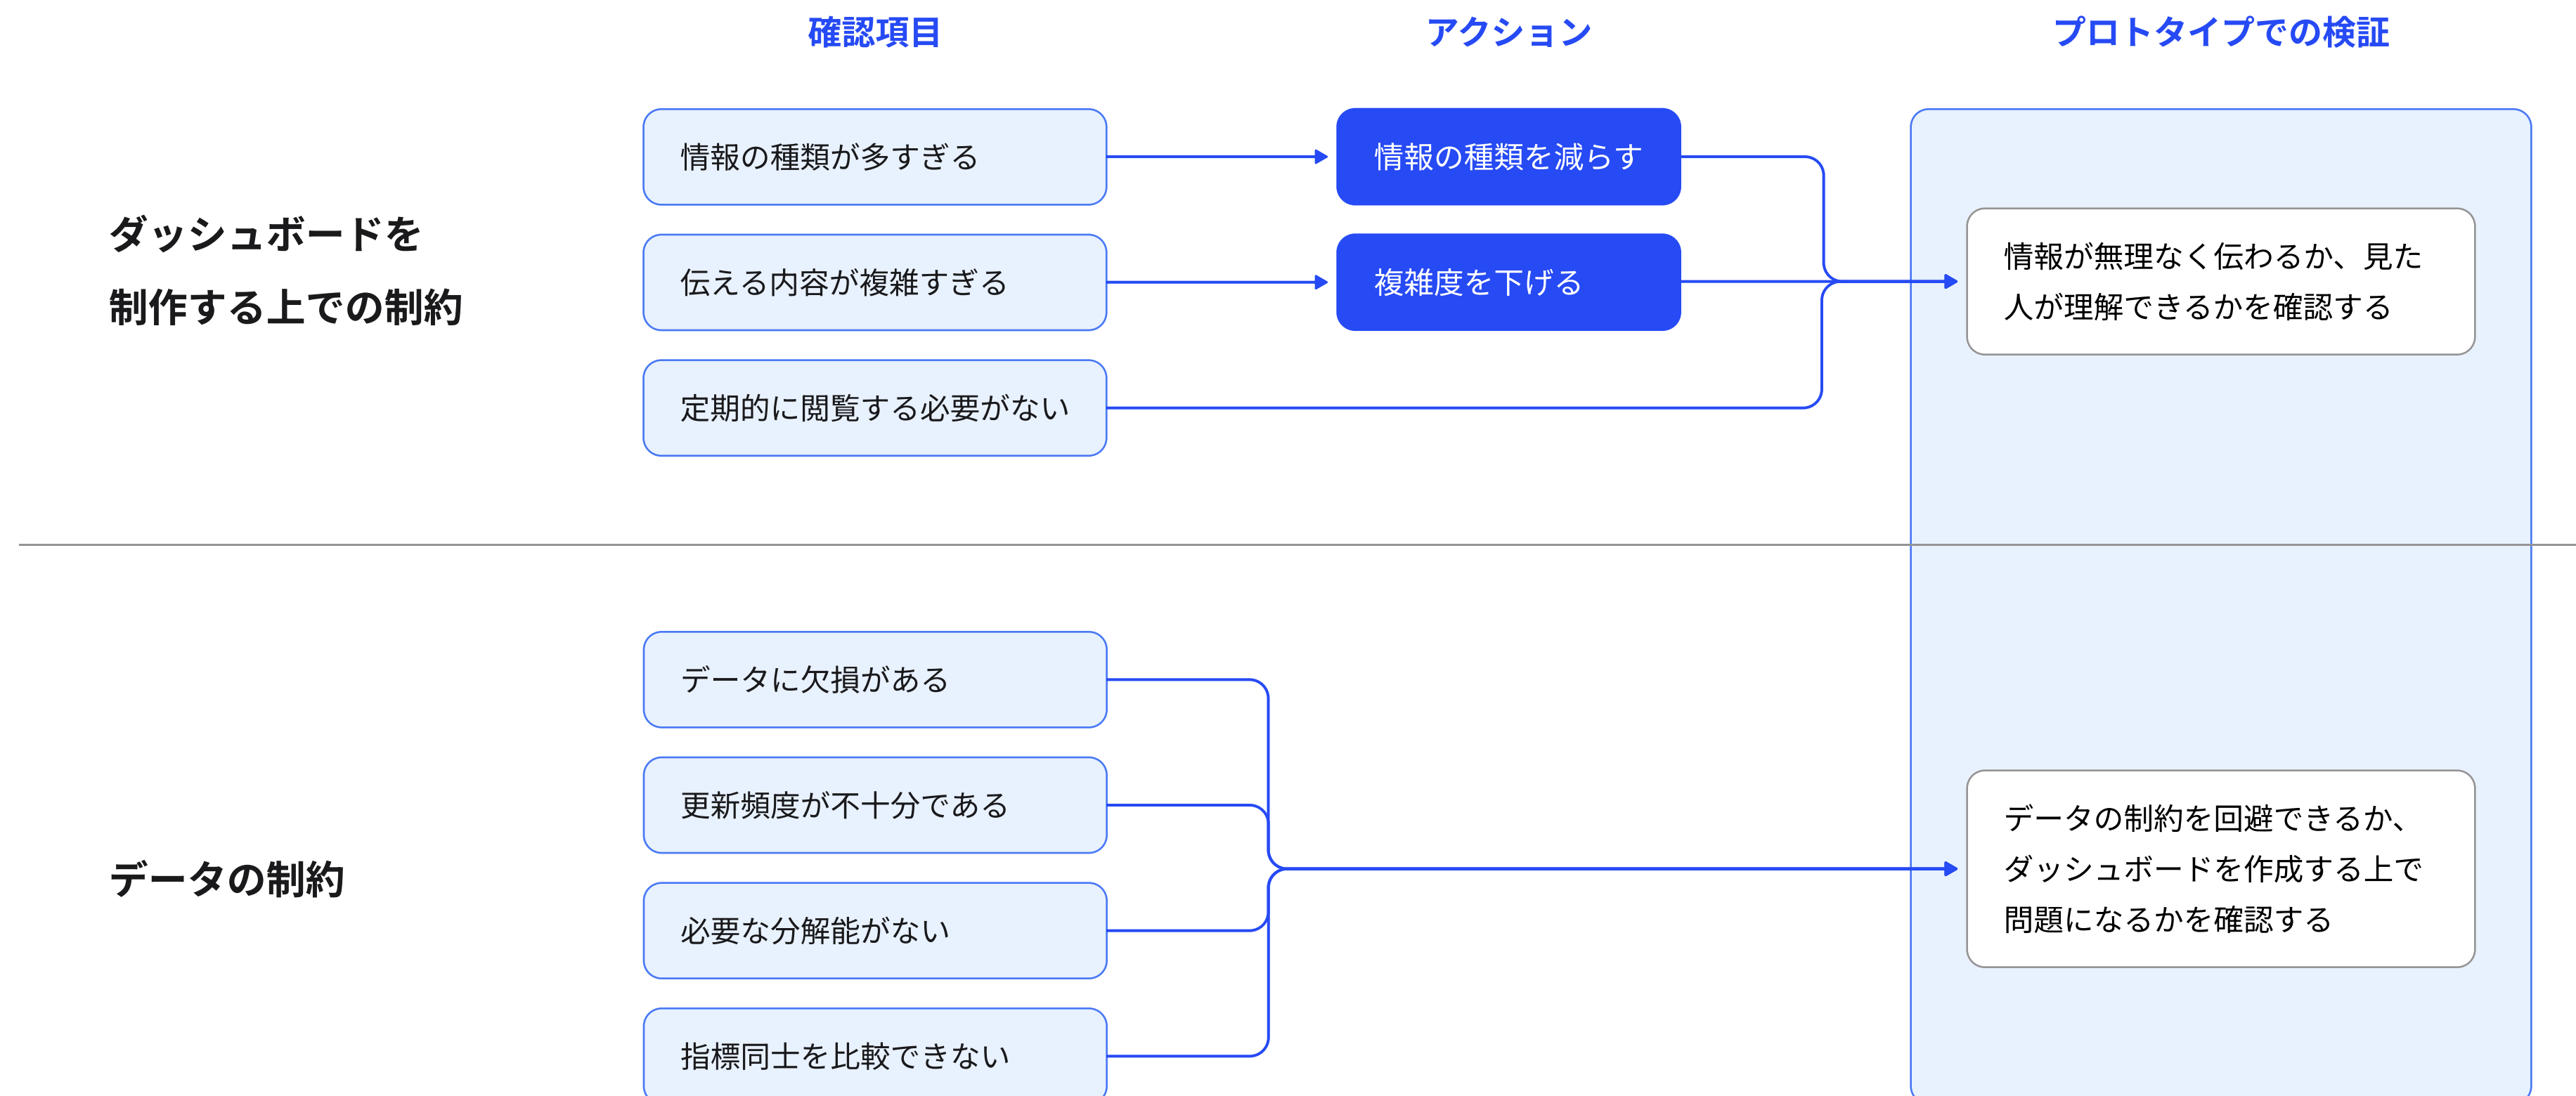 確認項目
アクション
プロトタイプでの検証
ダッシュボードを
制作する上での制約
情報の種類が多すぎる
情報の種類を減らす
伝える内容が複雑すぎる
複雑度を下げる
定期的に閲覧する必要がない
情報が無理なく伝わるか、見た
人が理解できるかを確認する
データの制約
データに欠損がある
更新頻度が不十分である
必要な分解能がない
指標同士を比較できない
データの制約を回避できるか、
ダッシュボードを作成する上で
問題になるかを確認する